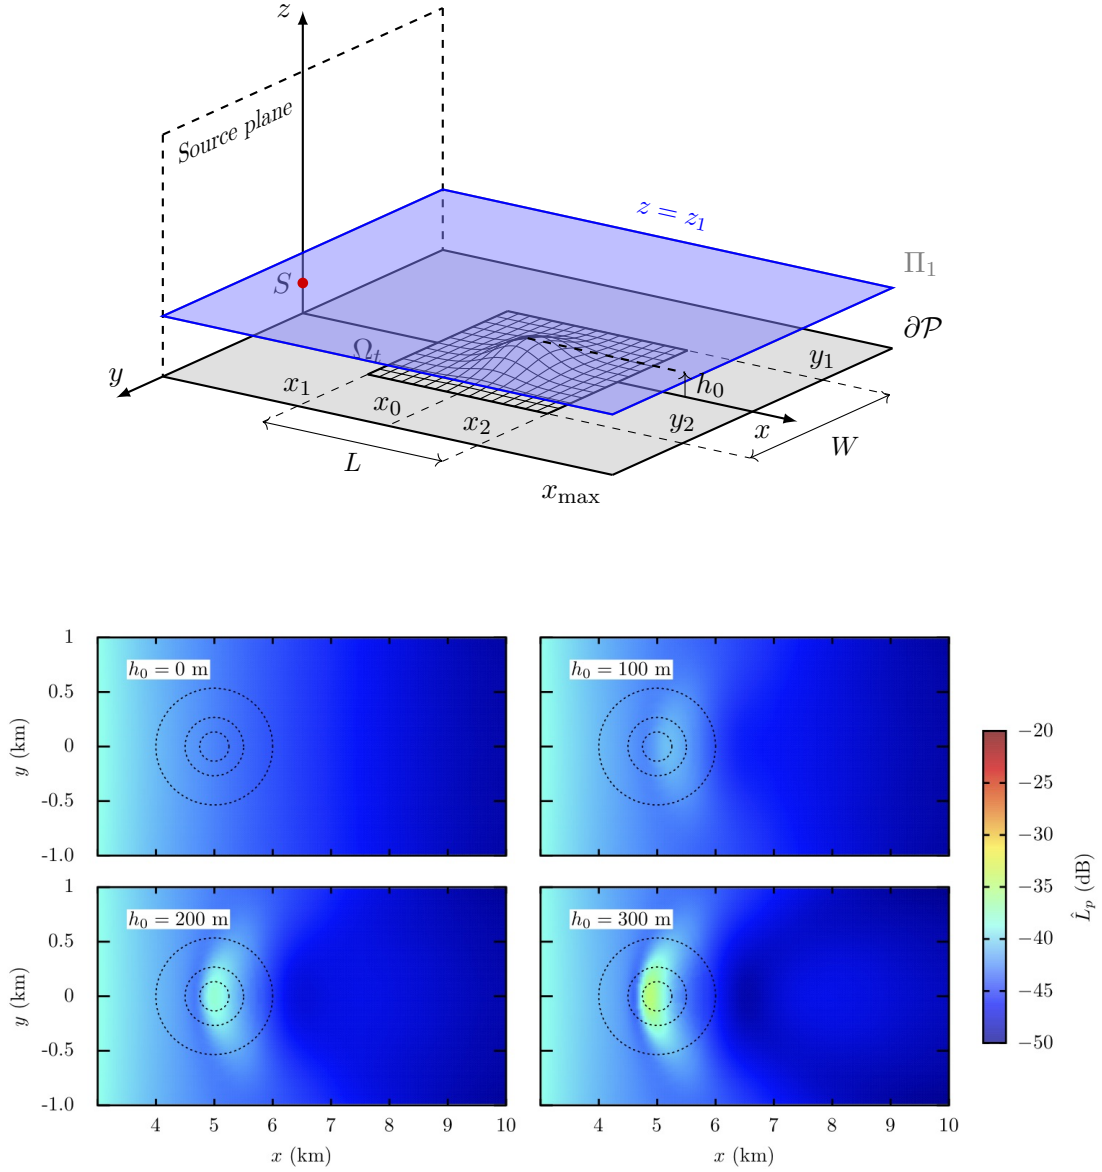 z
Source plane
z = z₁
Π₁
S
∂𝒫
Ωₜ
y₁
y
x₁
h₀
x₀
x₂
y₂
x
W
L
xₘₐₓ
1
0.5
0
-0.5
-1.0
y (km)
h₀ = 0 m
h₀ = 100 m
1
0.5
0
-0.5
-1.0
y (km)
h₀ = 200 m
h₀ = 300 m
4 5 6 7 8 9 10
x (km)
4 5 6 7 8 9 10
x (km)
−20
−25
−30
−35
−40
−45
−50
L̂ₚ (dB)